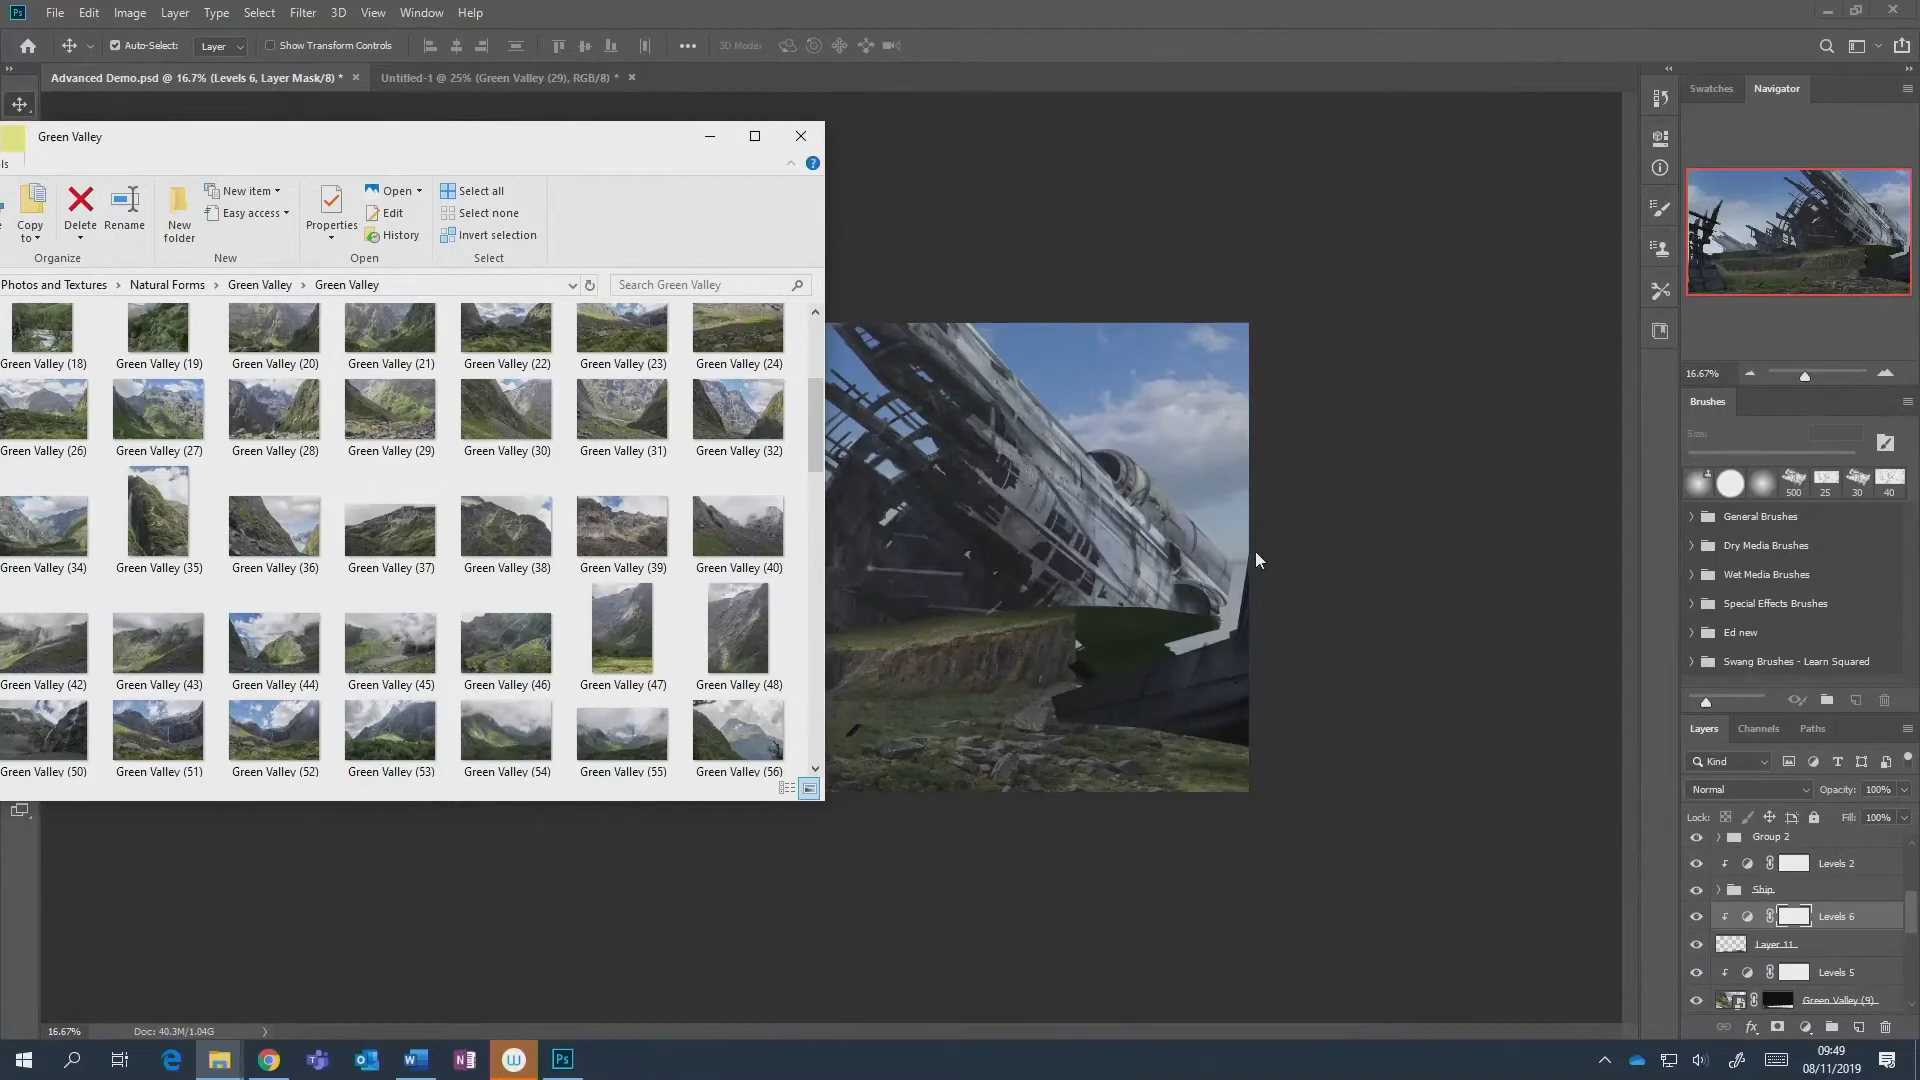 Ps File Edit Image Layer Type Select Filter 3D View Window Help
Auto-Select: Layer Show Transform Controls 3D Mode:
Advanced Demo.psd @ 16.7% (Levels 6, Layer Mask/8) * Untitled-1 @ 25% (Green Valley (29), RGB/8) *
Swatches Navigator
Green Valley
ls
Copy to Delete Rename New folder New item Easy access Properties Open Edit History Select all Select none Invert selection
Organize New Open Select
Photos and Textures Natural Forms Green Valley Green Valley Search Green Valley
Green Valley (18) Green Valley (19) Green Valley (20) Green Valley (21) Green Valley (22) Green Valley (23) Green Valley (24)
Green Valley (26) Green Valley (27) Green Valley (28) Green Valley (29) Green Valley (30) Green Valley (31) Green Valley (32)
Green Valley (34) Green Valley (35) Green Valley (36) Green Valley (37) Green Valley (38) Green Valley (39) Green Valley (40)
Green Valley (42) Green Valley (43) Green Valley (44) Green Valley (45) Green Valley (46) Green Valley (47) Green Valley (48)
Green Valley (50) Green Valley (51) Green Valley (52) Green Valley (53) Green Valley (54) Green Valley (55) Green Valley (56)
16.67%
Brushes
Size:
500 25 30 40
General Brushes
Dry Media Brushes
Wet Media Brushes
Special Effects Brushes
Ed new
Swang Brushes - Learn Squared
Layers Channels Paths
Kind
Normal Opacity: 100%
Lock: Fill: 100%
Group 2
Levels 2
Ship
Levels 6
Layer 11
Levels 5
Green Valley (9)
fx
16.67% Doc: 40.3M/1.04G
Ps
09:49
08/11/2019